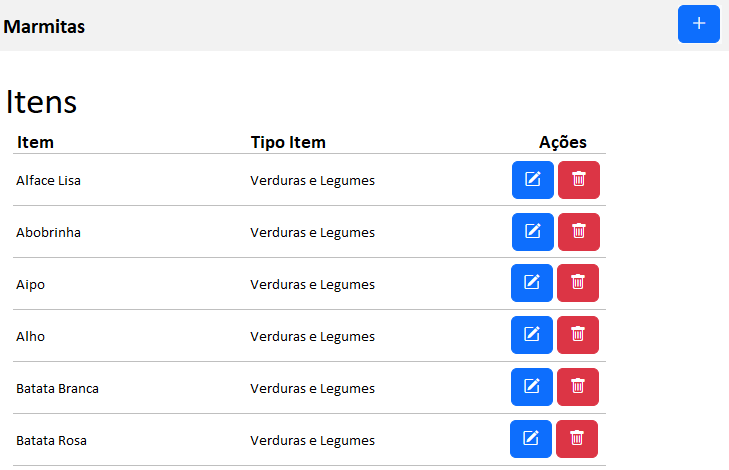 Marmitas
Itens
Item Tipo Item Ações
Alface Lisa Verduras e Legumes
Abobrinha Verduras e Legumes
Aipo Verduras e Legumes
Alho Verduras e Legumes
Batata Branca Verduras e Legumes
Batata Rosa Verduras e Legumes